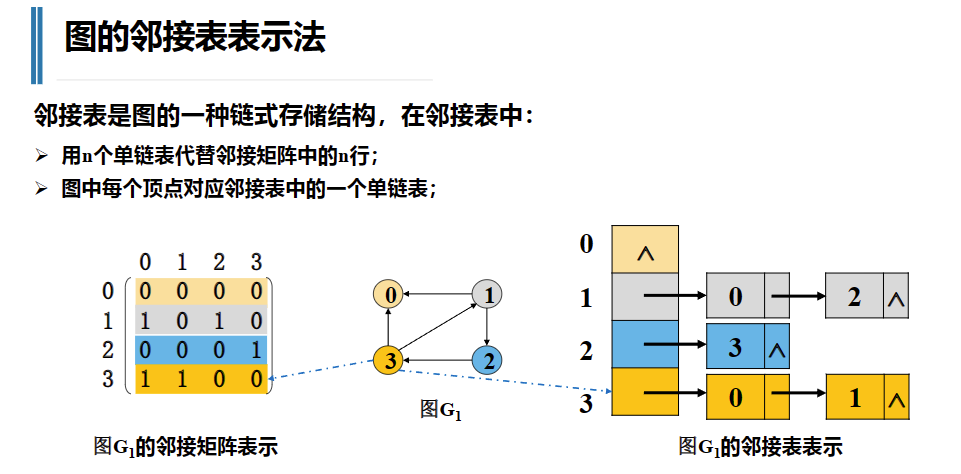 图的邻接表表示法
邻接表是图的一种链式存储结构，在邻接表中：
➢ 用n个单链表代替邻接矩阵中的n行；
➢ 图中每个顶点对应邻接表中的一个单链表；
0 1 2 3
0 0 0 0 0
1 1 0 1 0
2 0 0 0 1
3 1 1 0 0
图G1的邻接矩阵表示
0 1
3 2
图G1
0 ∧
1 0 2 ∧
2 3 ∧
3 0 1 ∧
图G1的邻接表表示